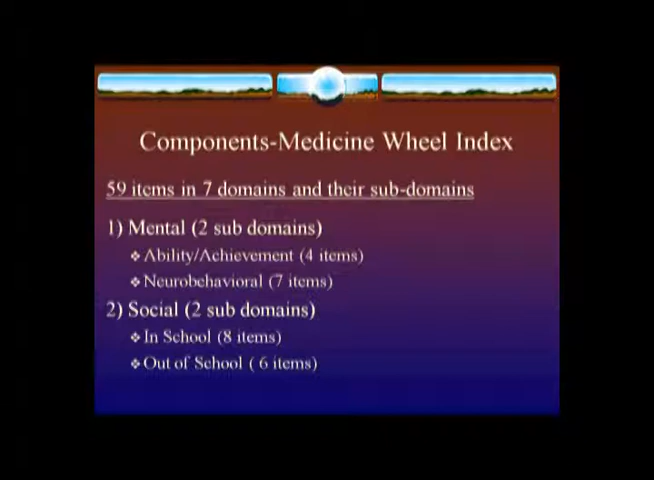 Components-Medicine Wheel Index
59 items in 7 domains and their sub-domains
1) Mental (2 sub domains)
❖Ability/Achievement (4 items)
❖Neurobehavioral (7 items)
2) Social (2 sub domains)
❖In School (8 items)
❖Out of School ( 6 items)